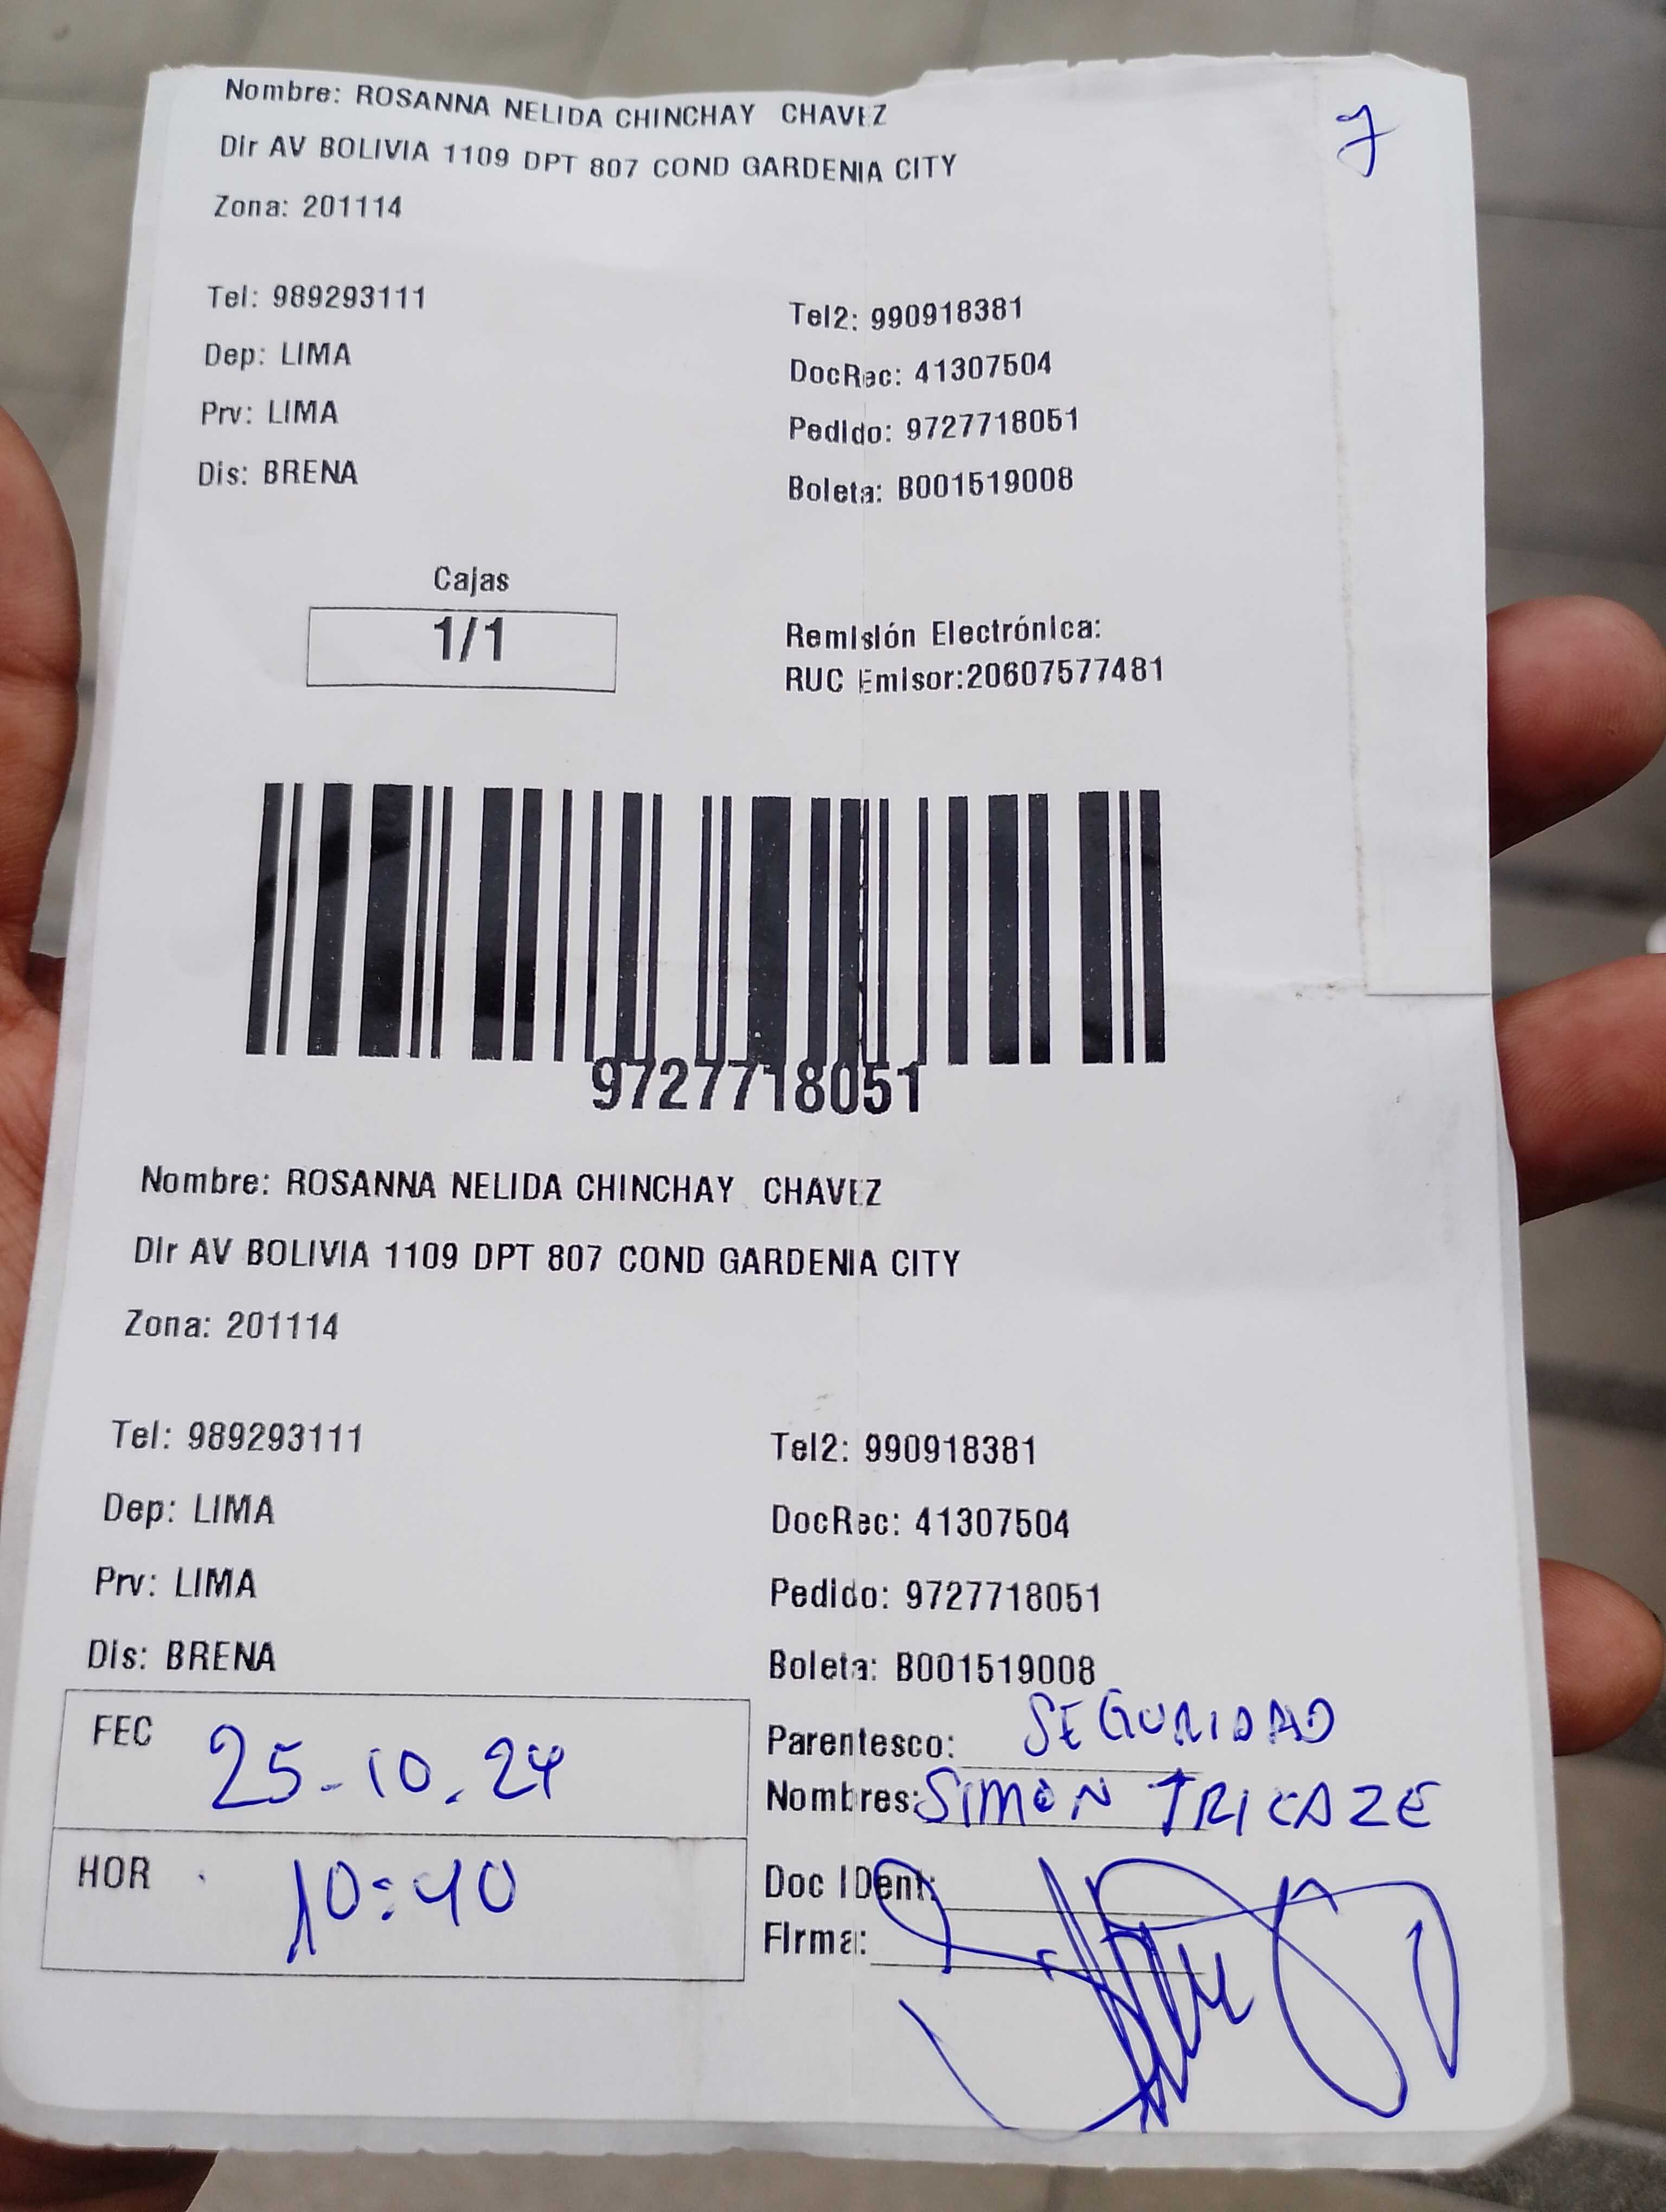 7
Nombre: ROSANNA NELIDA CHINCHAY CHAVEZ
Dir AV BOLIVIA 1109 DPT 807 COND GARDENIA CITY
Zona: 201114
Tel: 989293111
Tel2: 990918381
Dep: LIMA
DocRec: 41307504
Prv: LIMA
Pedido: 9727718051
Dis: BRENA
Boleta: B001519008
Cajas
1/1
Remisión Electrónica:
RUC Emisor:20607577481
9727718051
Nombre: ROSANNA NELIDA CHINCHAY CHAVEZ
Dir AV BOLIVIA 1109 DPT 807 COND GARDENIA CITY
Zona: 201114
Tel: 989293111
Tel2: 990918381
Dep: LIMA
DocRec: 41307504
Prv: LIMA
Pedido: 9727718051
Dis: BRENA
Boleta: B001519008
FEC 25-10.24
Parentesco: SEGURIDAD
Nombres: SIMON TRICAZE
HOR 10:40
Doc IDent:
Firma: